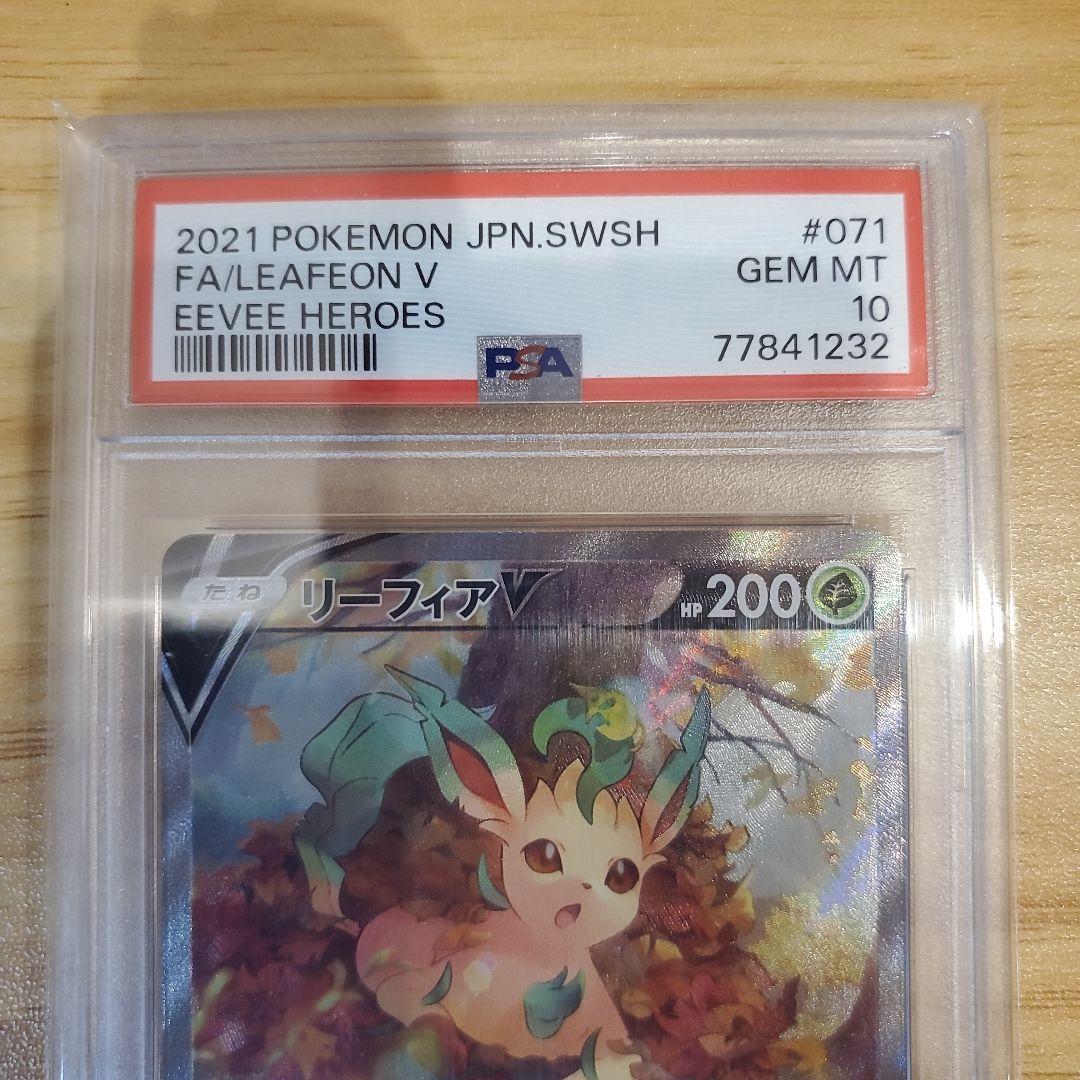 2021 POKEMON JPN.SWSH #071
FA/LEAFEON V GEM MT
EEVEE HEROES 10
77841232
PSA
たね リーフィアV HP 200